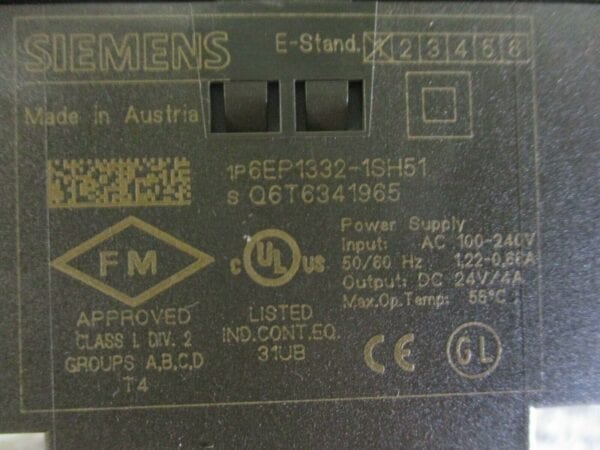 SIEMENS
E-Stand. X 2 3 4 5 6
Made in Austria
1P 6EP1332-1SH51
S Q6T6341965
FM
APPROVED
CLASS I, DIV. 2
GROUPS A,B,C,D
T4
C UL US
LISTED
IND.CONT.EQ.
31UB
Power Supply
Input: AC 100-240V
50/60 Hz 1,22-0,66A
Output: DC 24V/4A
Max.Op.Temp: 55°C
CE GL